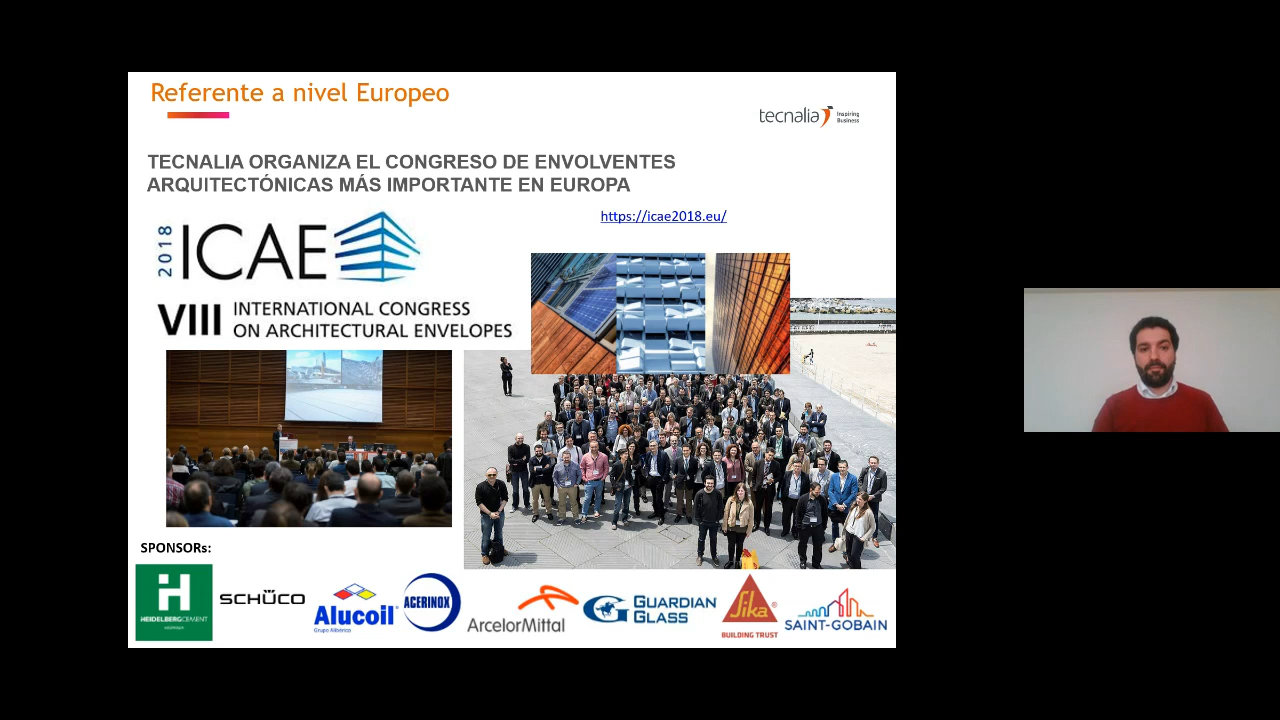 Referente a nivel Europeo
tecnalia Inspiring Business
TECNALIA ORGANIZA EL CONGRESO DE ENVOLVENTES
ARQUITECTÓNICAS MÁS IMPORTANTE EN EUROPA
https://icae2018.eu/
2018 ICAE
VIII INTERNATIONAL CONGRESS
ON ARCHITECTURAL ENVELOPES
SPONSORs:
HEIDELBERGCEMENT
SCHÜCO
Alucoil®
Grupo Alibérico
ACERINOX
ArcelorMittal
GUARDIAN
GLASS
Sika®
BUILDING TRUST
SAINT-GOBAIN